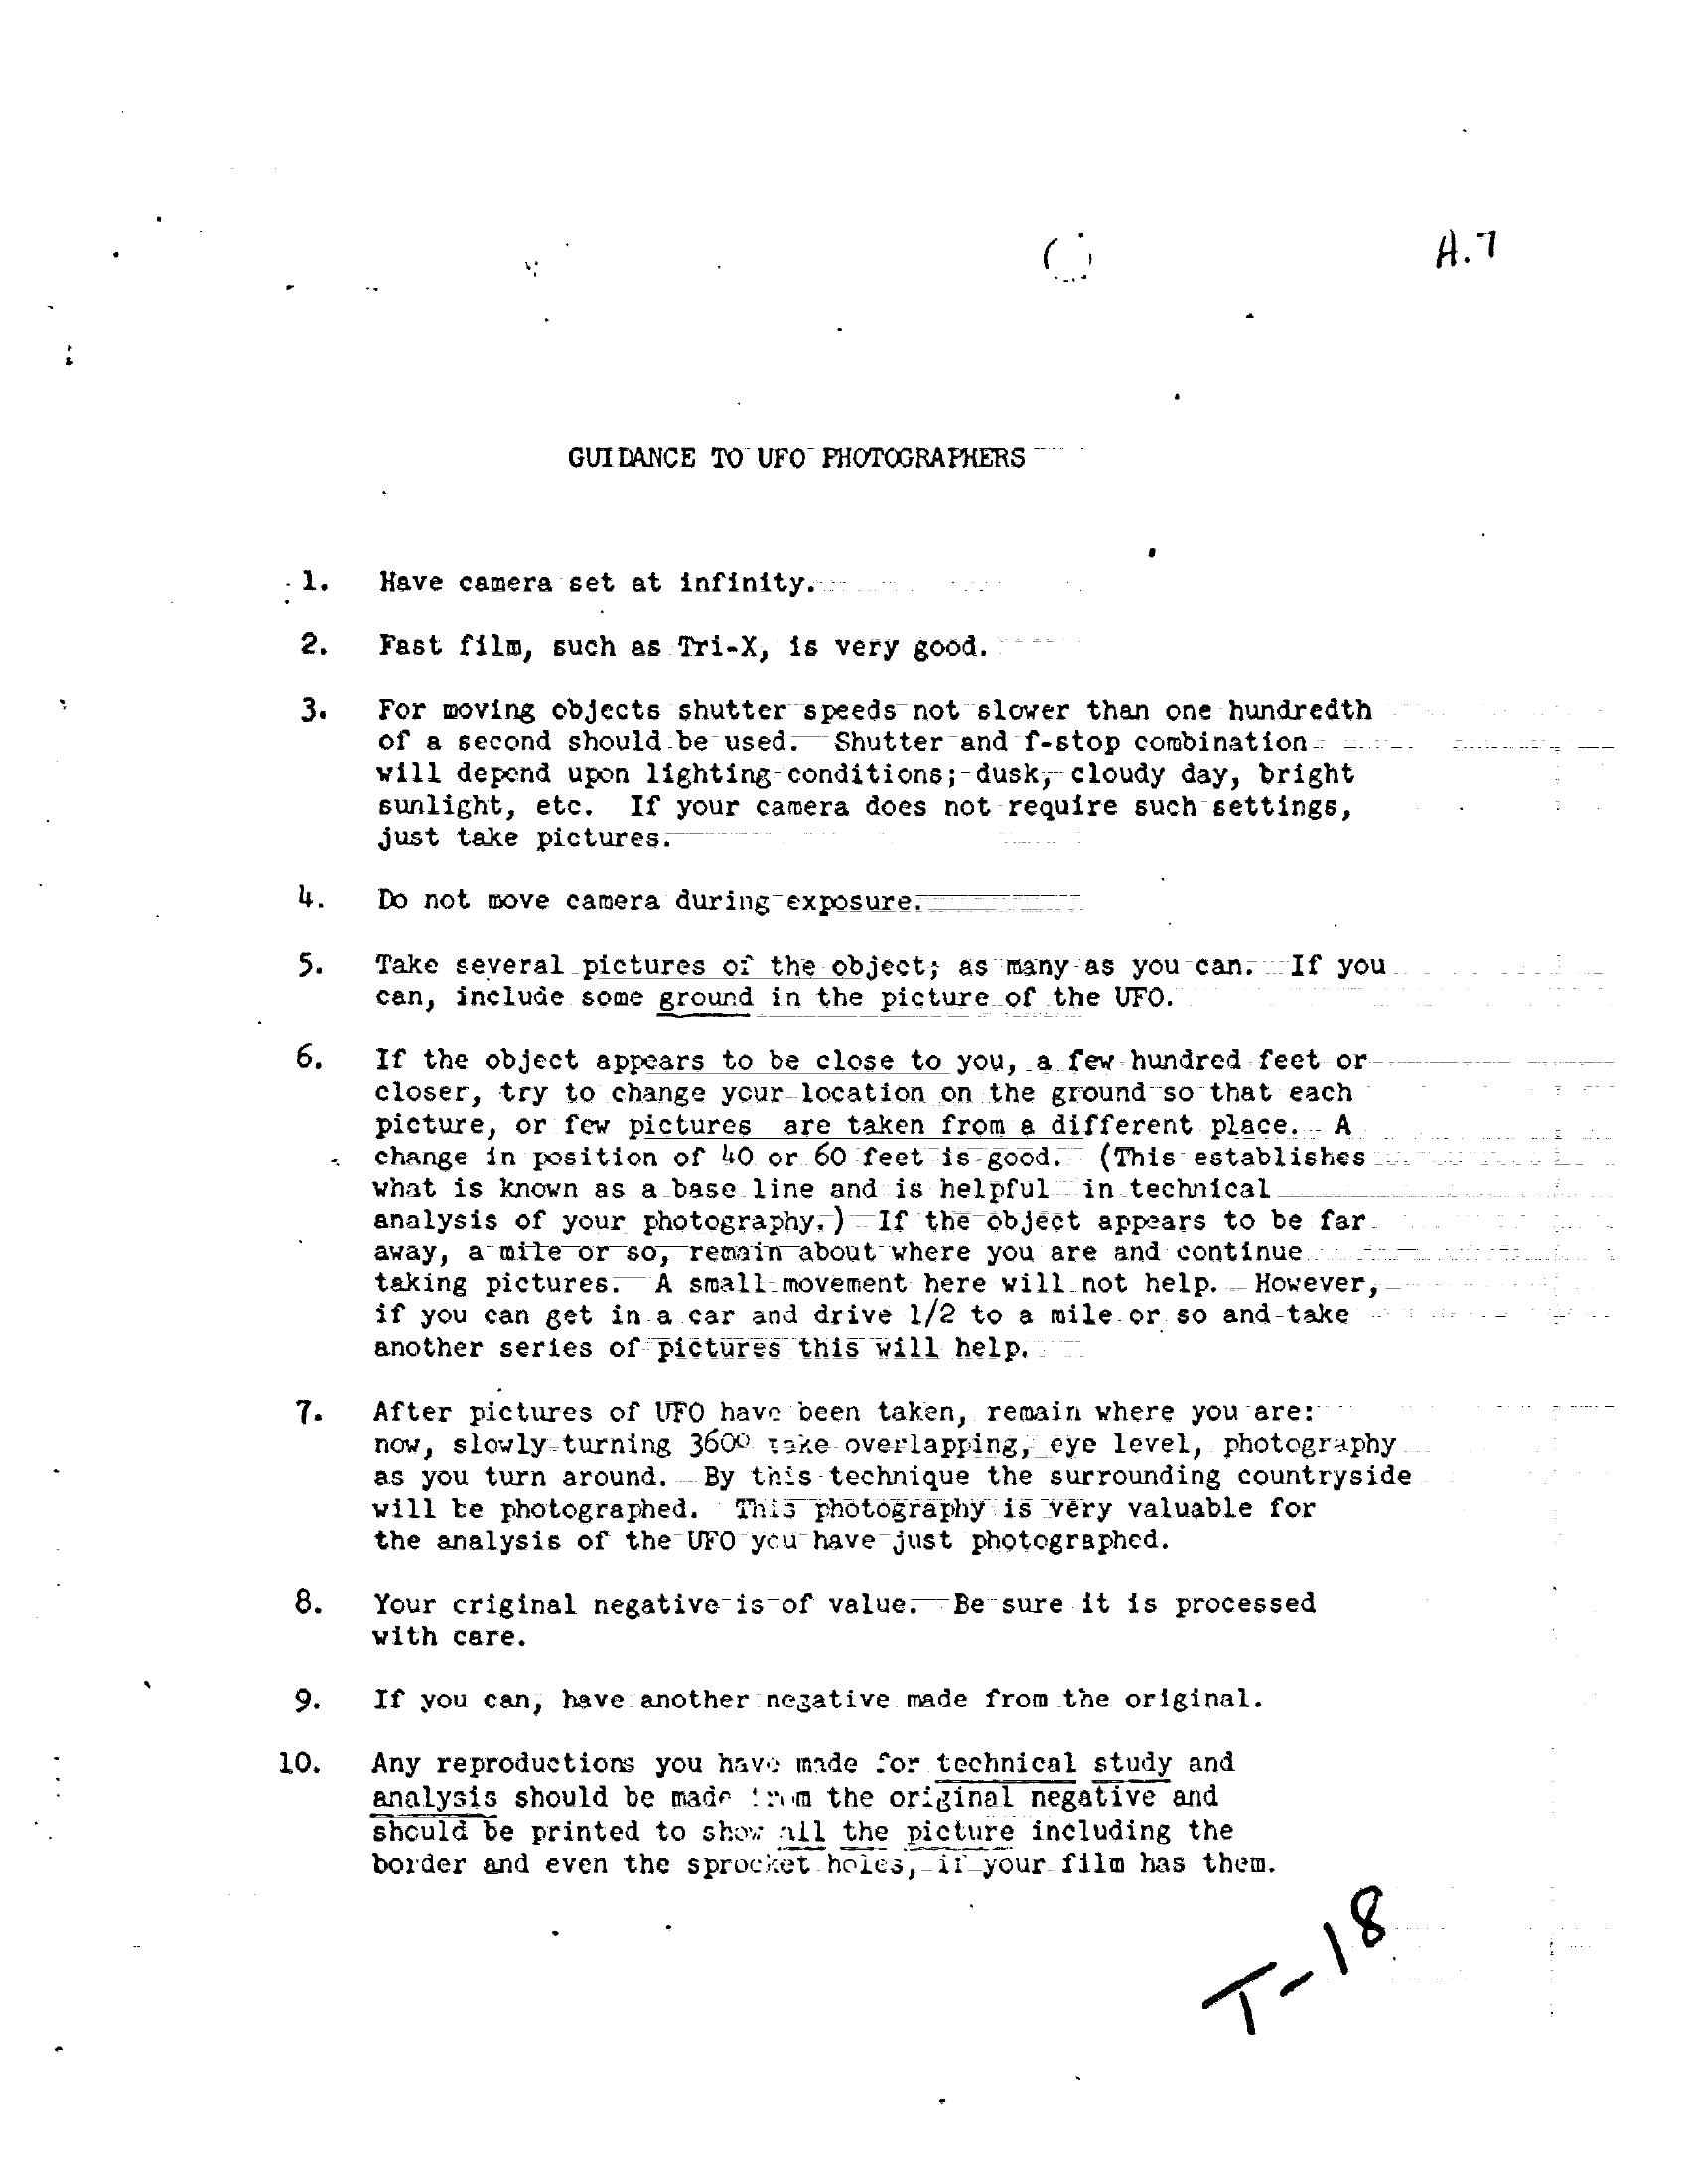 A.7
GUIDANCE TO UFO PHOTOGRAPHERS
1. Have camera set at infinity.
2. Fast film, such as Tri-X, is very good.
3. For moving objects shutter speeds not slower than one hundredth
of a second should be used. Shutter and f-stop combination
will depend upon lighting conditions; dusk, cloudy day, bright
sunlight, etc. If your camera does not require such settings,
just take pictures.
4. Do not move camera during exposure.
5. Take several pictures of the object; as many as you can. If you
can, include some ground in the picture of the UFO.
6. If the object appears to be close to you, a few hundred feet or
closer, try to change your location on the ground so that each
picture, or few pictures are taken from a different place. A
change in position of 40 or 60 feet is good. (This establishes
what is known as a base line and is helpful in technical
analysis of your photography.) If the object appears to be far
away, a mile or so, remain about where you are and continue
taking pictures. A small movement here will not help. However,
if you can get in a car and drive 1/2 to a mile or so and take
another series of pictures this will help.
7. After pictures of UFO have been taken, remain where you are:
now, slowly turning 360° take overlapping, eye level, photography
as you turn around. By this technique the surrounding countryside
will be photographed. This photography is very valuable for
the analysis of the UFO you have just photographed.
8. Your original negative is of value. Be sure it is processed
with care.
9. If you can, have another negative made from the original.
10. Any reproductions you have made for technical study and
analysis should be made from the original negative and
should be printed to show all the picture including the
border and even the sprocket holes, if your film has them.
T-18